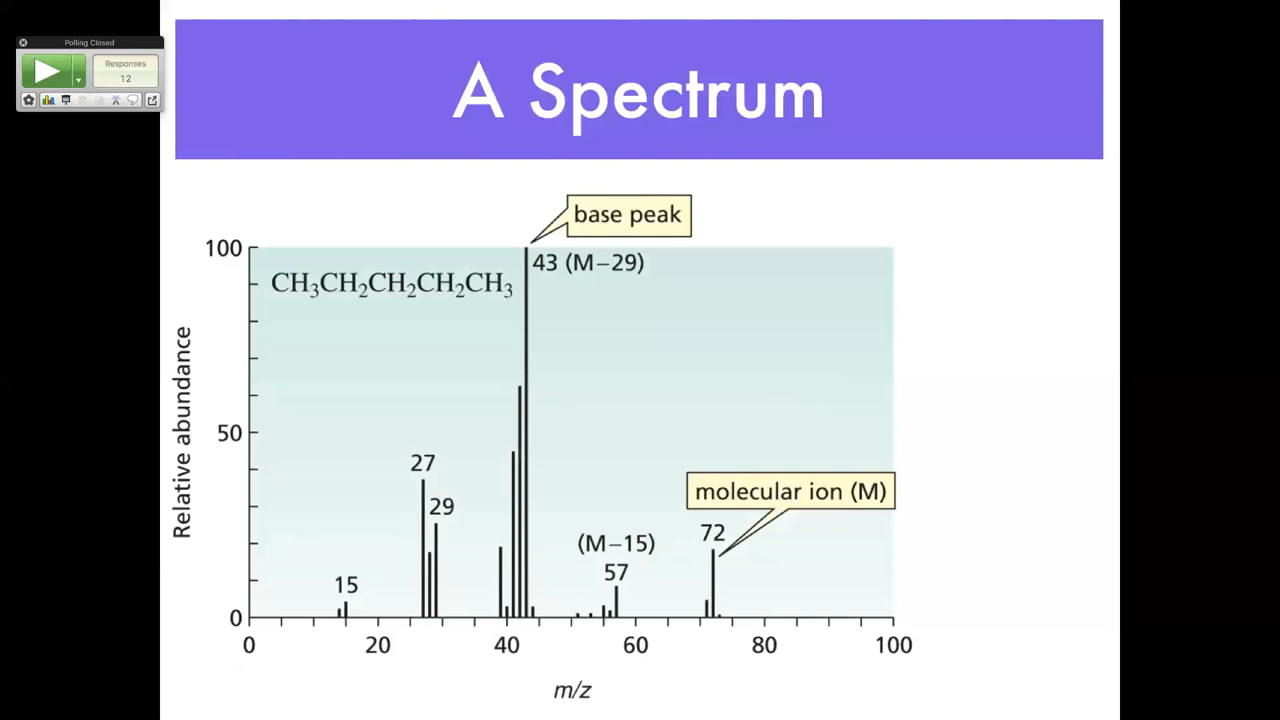 Polling Closed
Responses
12
A Spectrum
base peak
100
43 (M−29)
CH₃CH₂CH₂CH₂CH₃
Relative abundance
50
27
29
molecular ion (M)
72
(M−15)
57
15
0
0 20 40 60 80 100
m/z